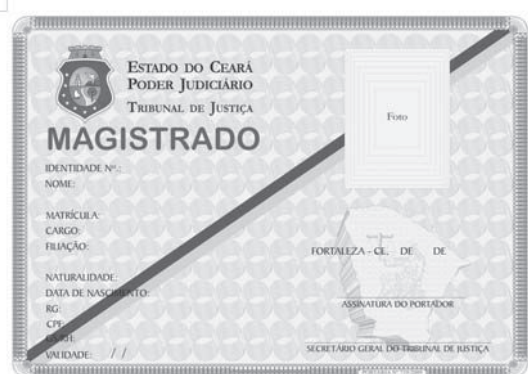 ESTADO DO CEARÁ
PODER JUDICIÁRIO
TRIBUNAL DE JUSTIÇA
MAGISTRADO
Foto
IDENTIDADE Nº.:
NOME:
MATRÍCULA:
CARGO:
FILIAÇÃO:
FORTALEZA - CE, DE DE
NATURALIDADE:
DATA DE NASCIMENTO:
RG:
CPF:
VALIDADE: / /
ASSINATURA DO PORTADOR
SECRETÁRIO GERAL DO TRIBUNAL DE JUSTIÇA